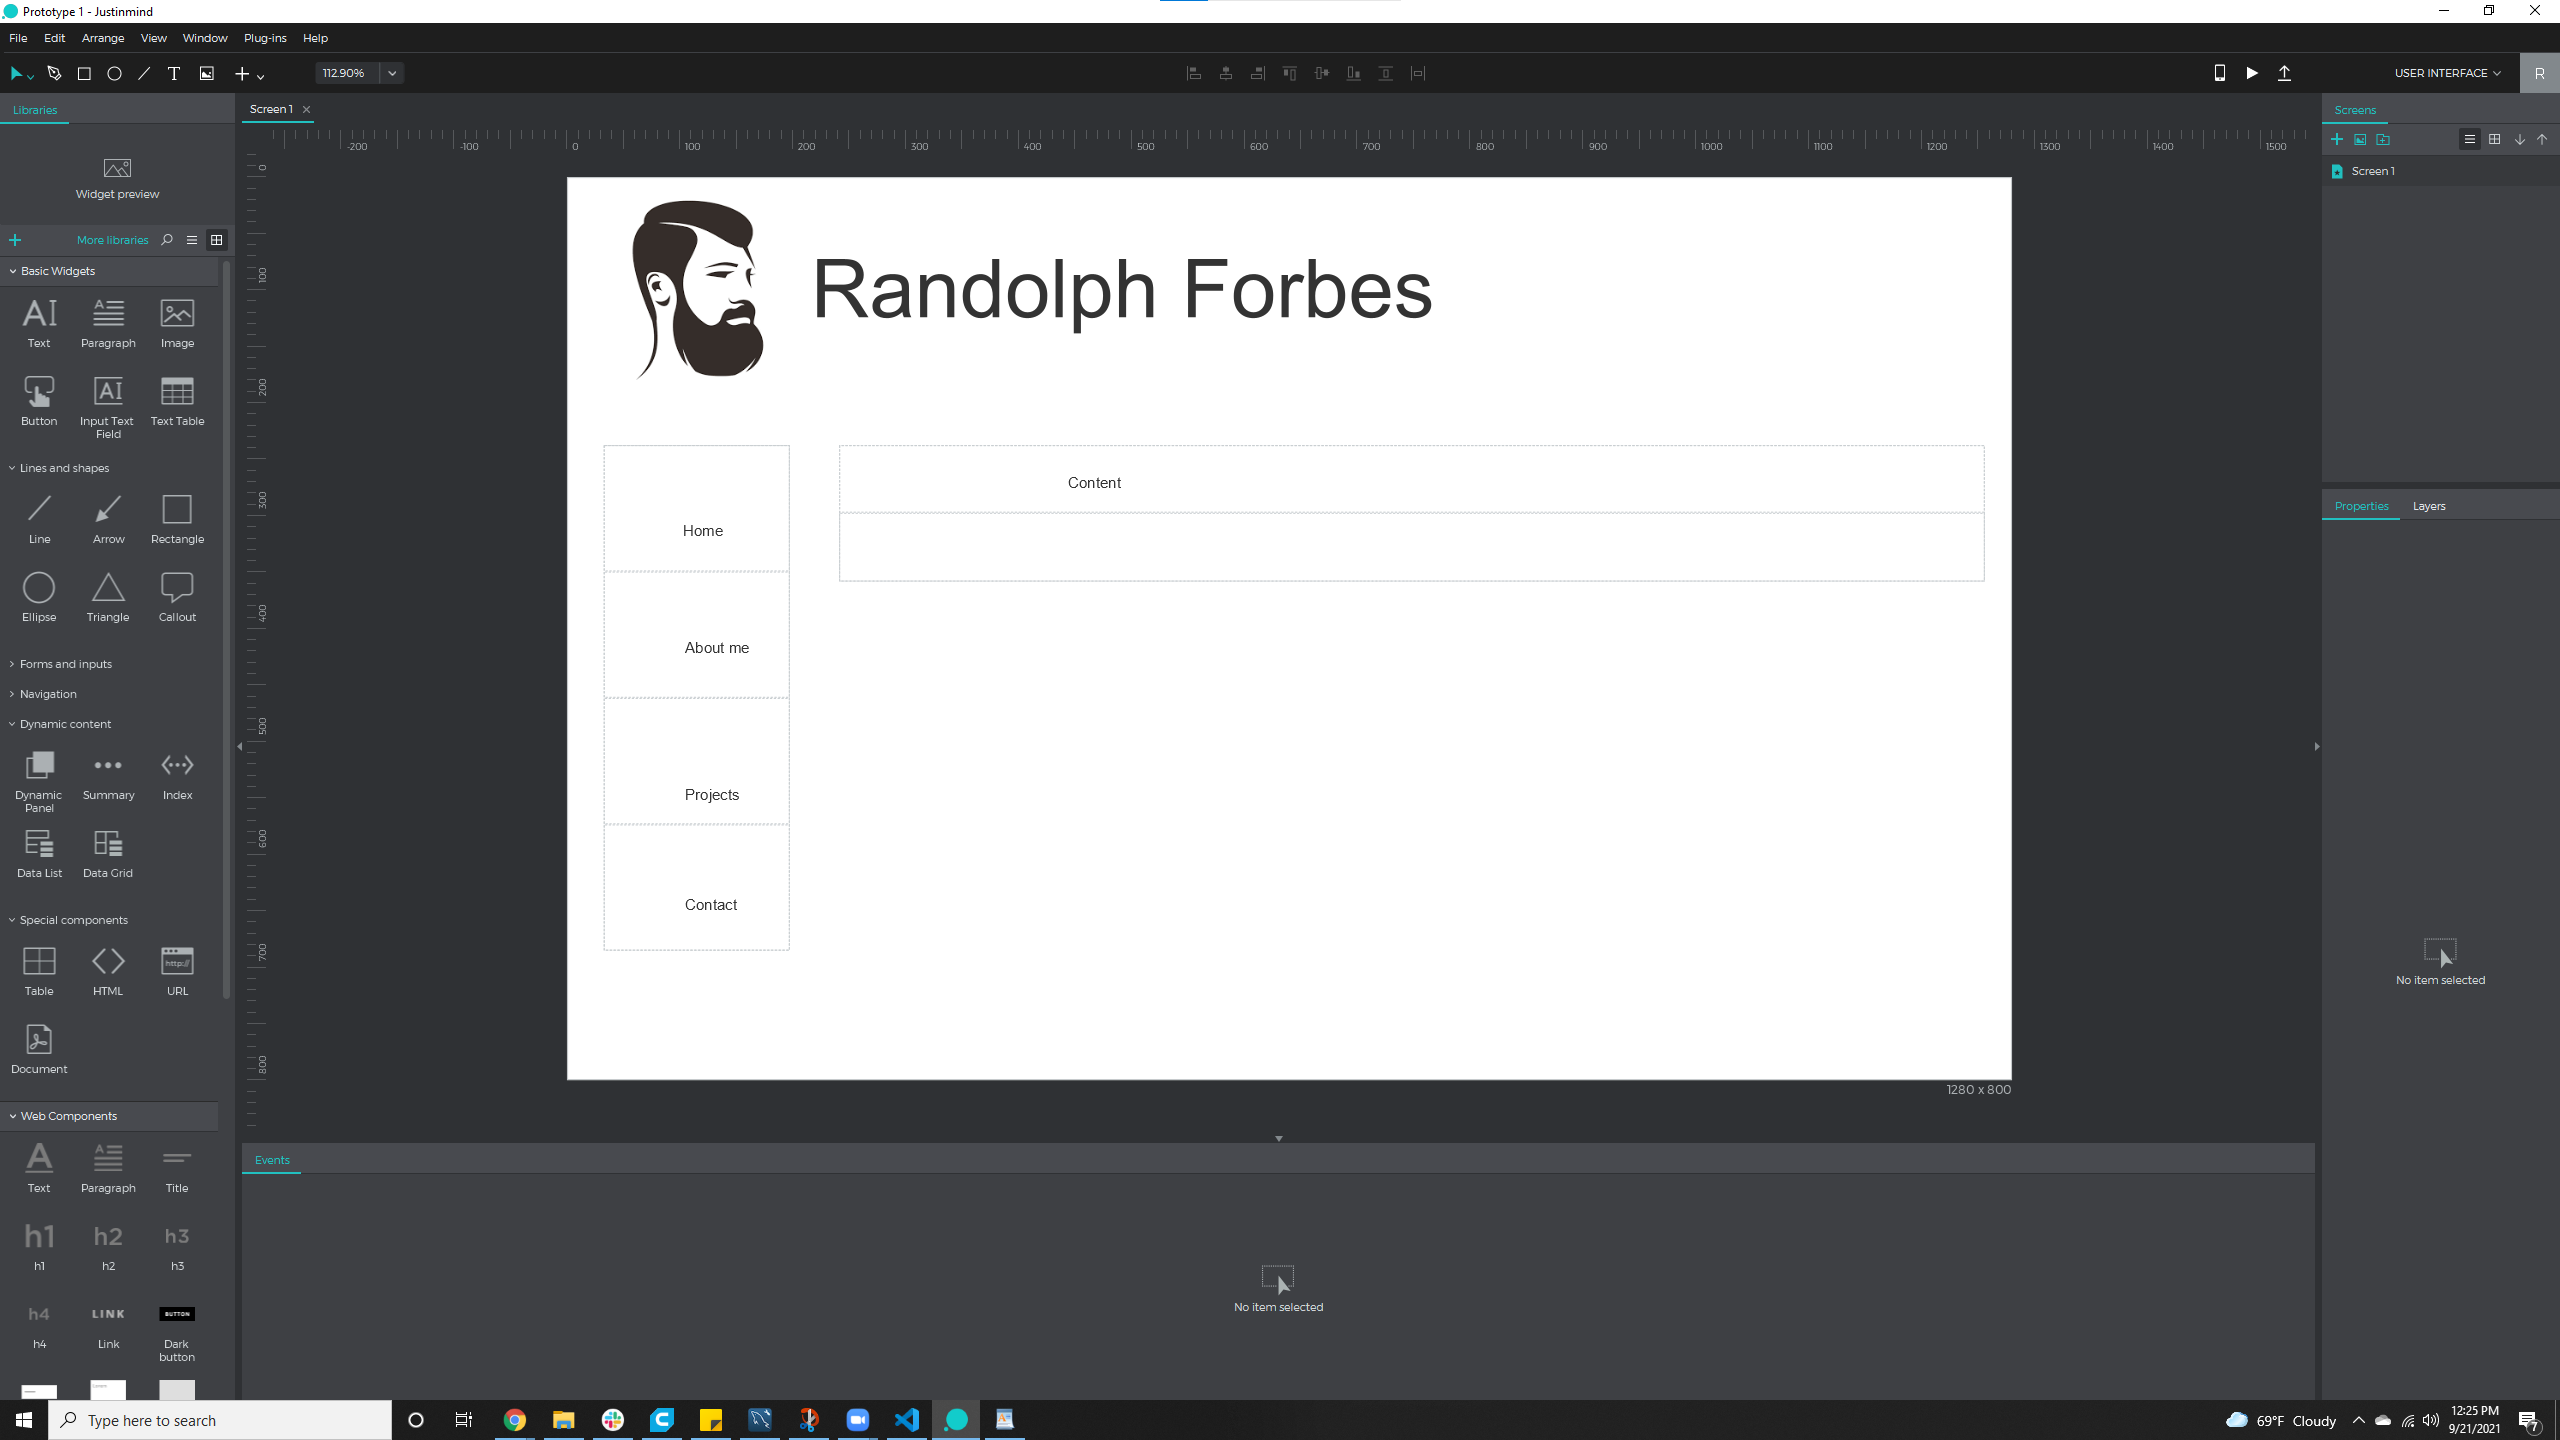 Prototype 1 - Justinmind
File Edit Arrange View Window Plug-ins Help
T 112.90% USER INTERFACE R
Libraries
Screen 1
Screens
-200 -100 0 100 200 300 400 500 600 700 800 900 1000 1100 1200 1300 1400 1500
0
100
200
300
400
500
600
700
800
Widget preview
More libraries
Basic Widgets
AI
Text Paragraph Image
AI
Button Input Text Text Table
Field
Lines and shapes
Line Arrow Rectangle
Ellipse Triangle Callout
Forms and inputs
Navigation
Dynamic content
Dynamic Summary Index
Panel
Data List Data Grid
Special components
http://
Table HTML URL
Document
Web Components
A A
Text Paragraph Title
h1 h2 h3
h1 h2 h3
h4 LINK BUTTON
h4 Link Dark
button
Randolph Forbes
Content
Home
About me
Projects
Contact
1280 x 800
Events
No item selected
Screen 1
Properties Layers
No item selected
Type here to search
69°F Cloudy
12:25 PM
9/21/2021
7